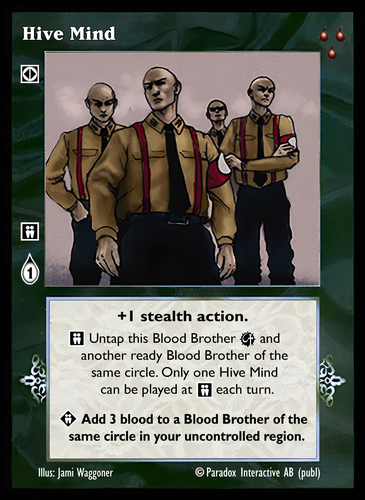 Hive Mind
1
+1 stealth action.
Untap this Blood Brother and
another ready Blood Brother of the
same circle. Only one Hive Mind
can be played at each turn.
Add 3 blood to a Blood Brother of the
same circle in your uncontrolled region.
Illus: Jami Waggoner © Paradox Interactive AB (publ)